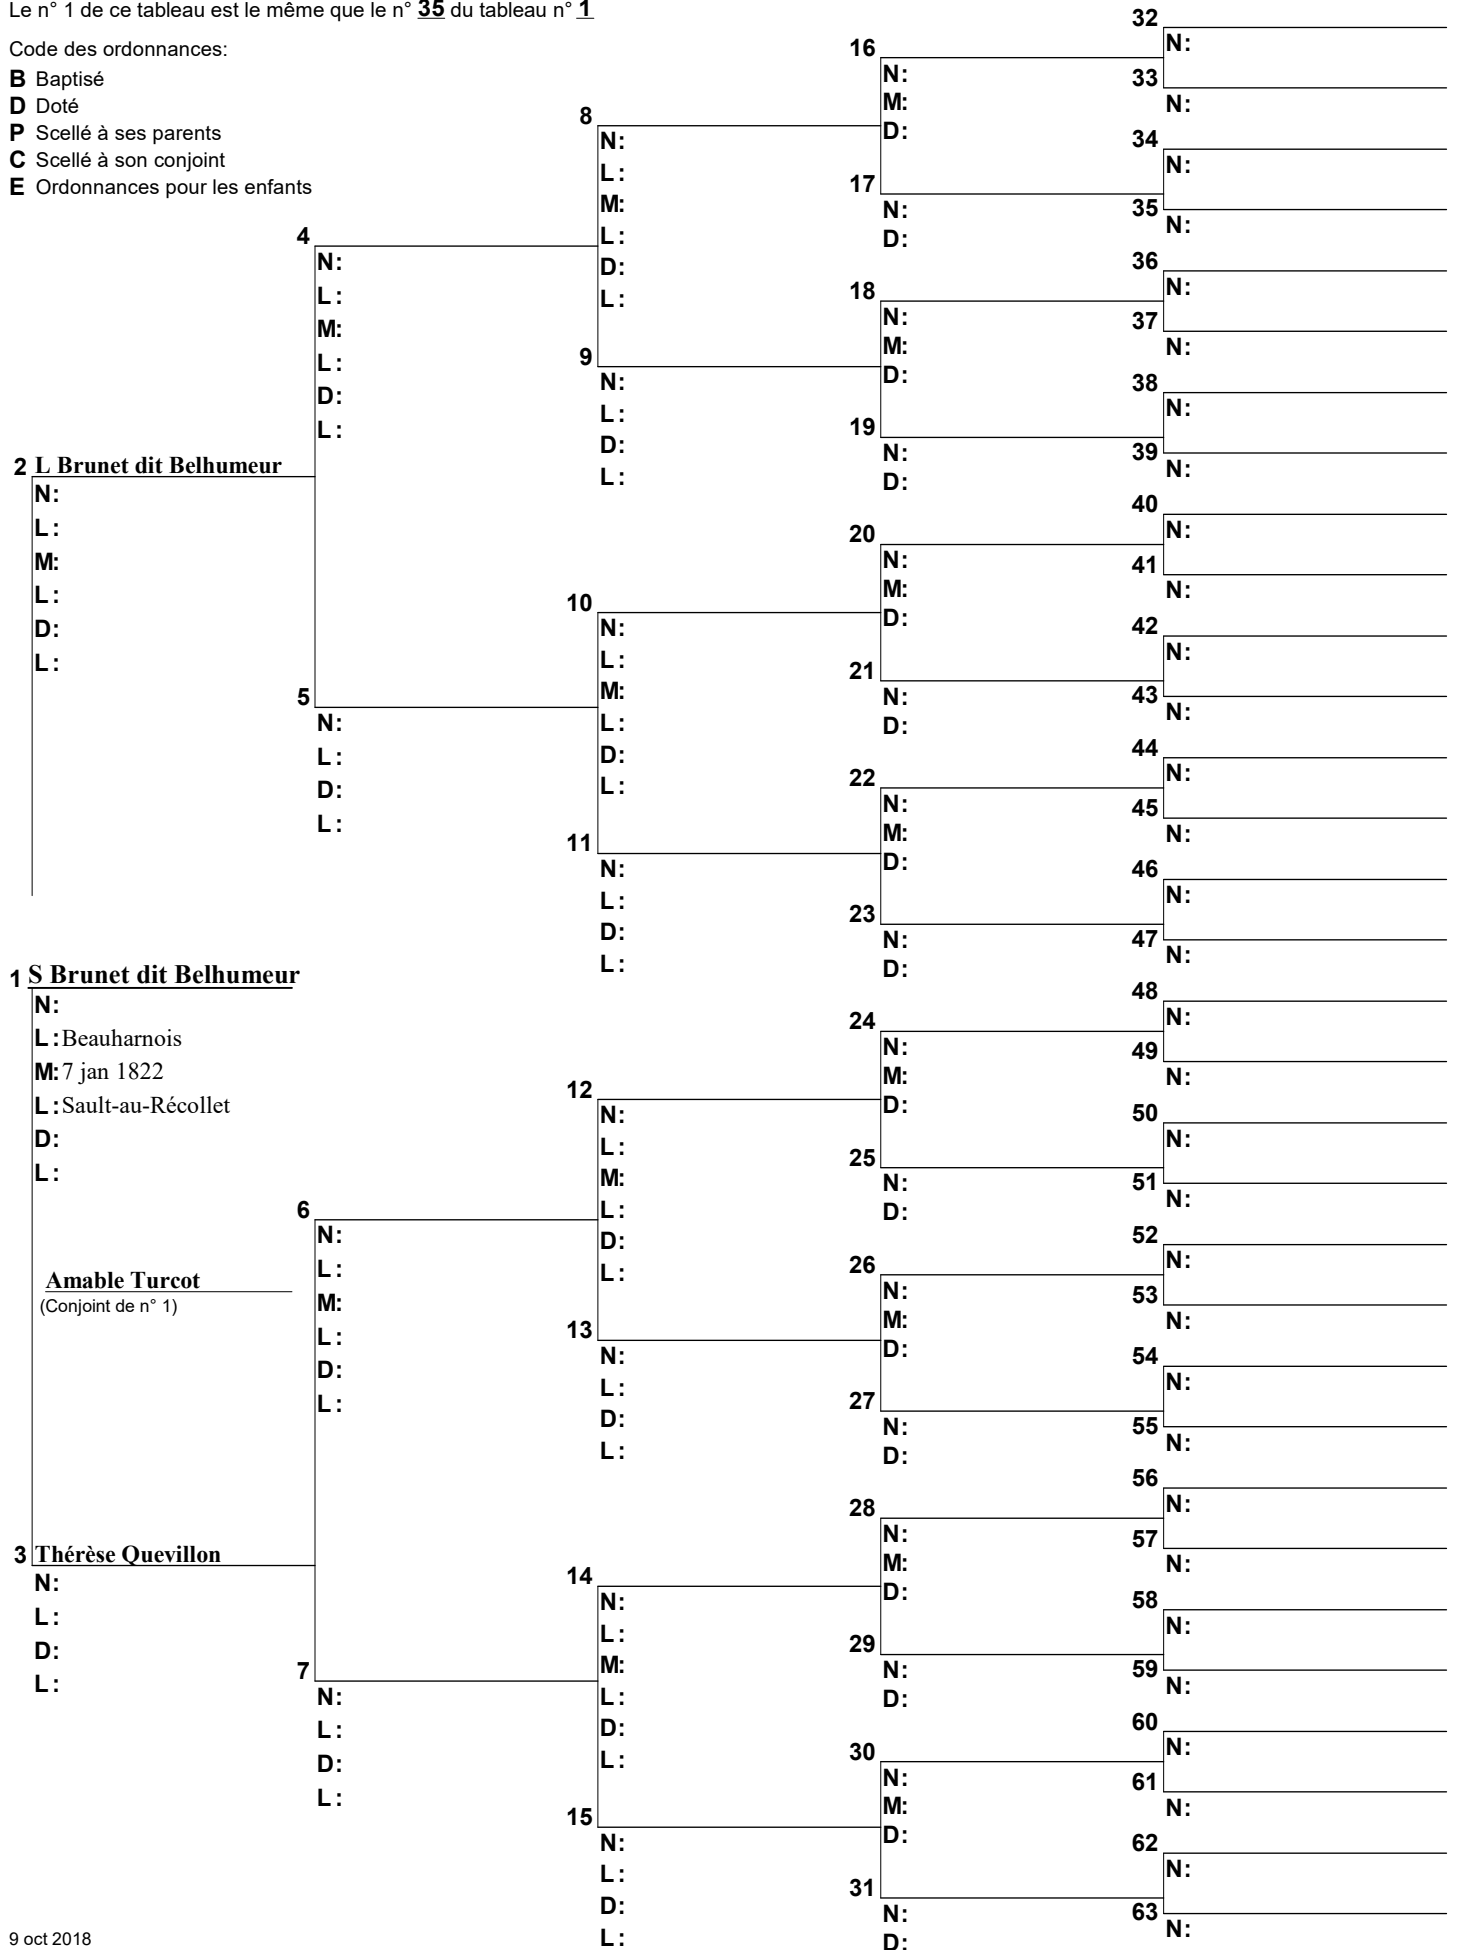 Le n° 1 de ce tableau est le même que le n° 35 du tableau n° 1
Code des ordonnances:
B Baptisé
D Doté
P Scellé à ses parents
C Scellé à son conjoint
E Ordonnances pour les enfants
2 L Brunet dit Belhumeur
N:
L:
M:
L:
D:
L:
1 S Brunet dit Belhumeur
N:
L: Beauharnois
M: 7 jan 1822
L: Sault-au-Récollet
D:
L:
Amable Turcot
(Conjoint de n° 1)
3 Thérèse Quevillon
N:
L:
D:
L:
9 oct 2018
4
N:
L:
M:
L:
D:
L:
5
N:
L:
D:
L:
6
N:
L:
M:
L:
D:
L:
7
N:
L:
D:
L:
8
N:
L:
M:
L:
D:
L:
9
N:
L:
D:
L:
10
N:
L:
M:
L:
D:
L:
11
N:
L:
D:
L:
12
N:
L:
M:
L:
D:
L:
13
N:
L:
D:
L:
14
N:
L:
M:
L:
D:
L:
15
N:
L:
D:
L:
16
N:
M:
D:
17
N:
D:
18
N:
M:
D:
19
N:
D:
20
N:
M:
D:
21
N:
D:
22
N:
M:
D:
23
N:
D:
24
N:
M:
D:
25
N:
D:
26
N:
M:
D:
27
N:
D:
28
N:
M:
D:
29
N:
D:
30
N:
M:
D:
31
N:
D:
32
N:
33
N:
34
N:
35
N:
36
N:
37
N:
38
N:
39
N:
40
N:
41
N:
42
N:
43
N:
44
N:
45
N:
46
N:
47
N:
48
N:
49
N:
50
N:
51
N:
52
N:
53
N:
54
N:
55
N:
56
N:
57
N:
58
N:
59
N:
60
N:
61
N:
62
N:
63
N: